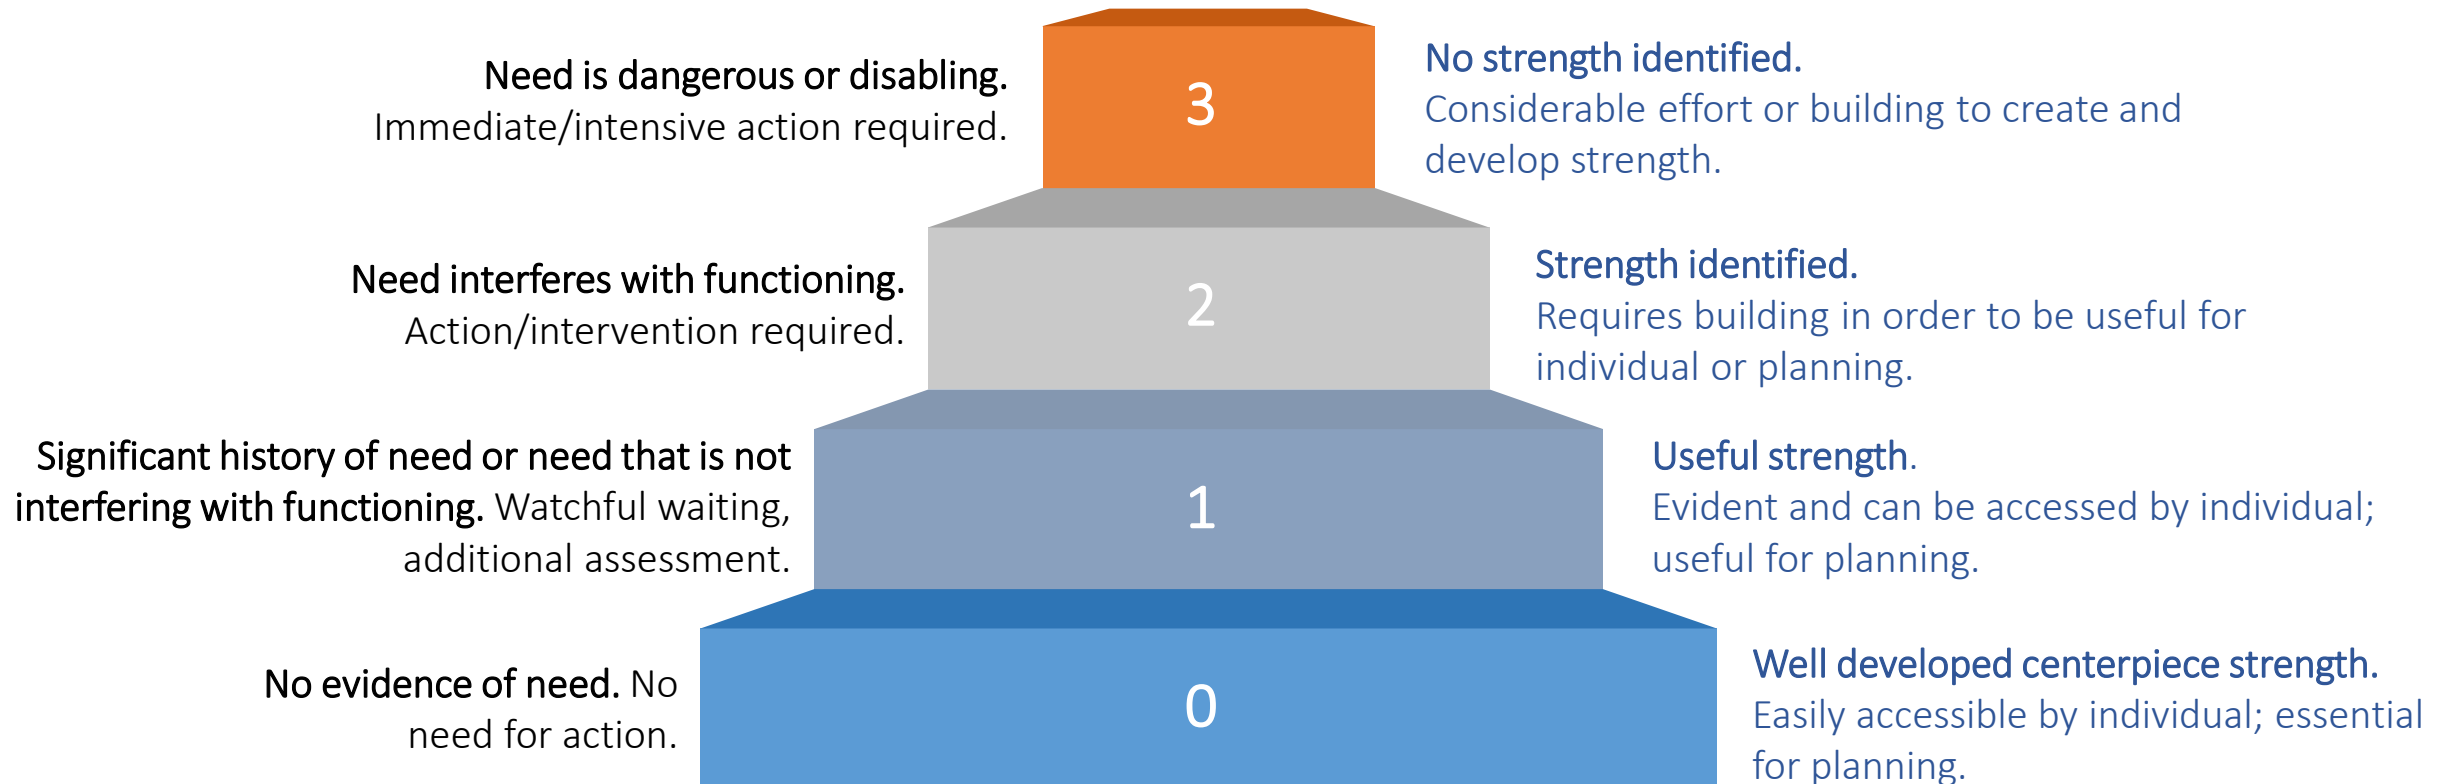 Need is dangerous or disabling.
Immediate/intensive action required.
3
No strength identified.
Considerable effort or building to create and
develop strength.
Need interferes with functioning.
Action/intervention required.
2
Strength identified.
Requires building in order to be useful for
individual or planning.
Significant history of need or need that is not
interfering with functioning. Watchful waiting,
additional assessment.
1
Useful strength.
Evident and can be accessed by individual;
useful for planning.
No evidence of need. No
need for action.
0
Well developed centerpiece strength.
Easily accessible by individual; essential
for planning.